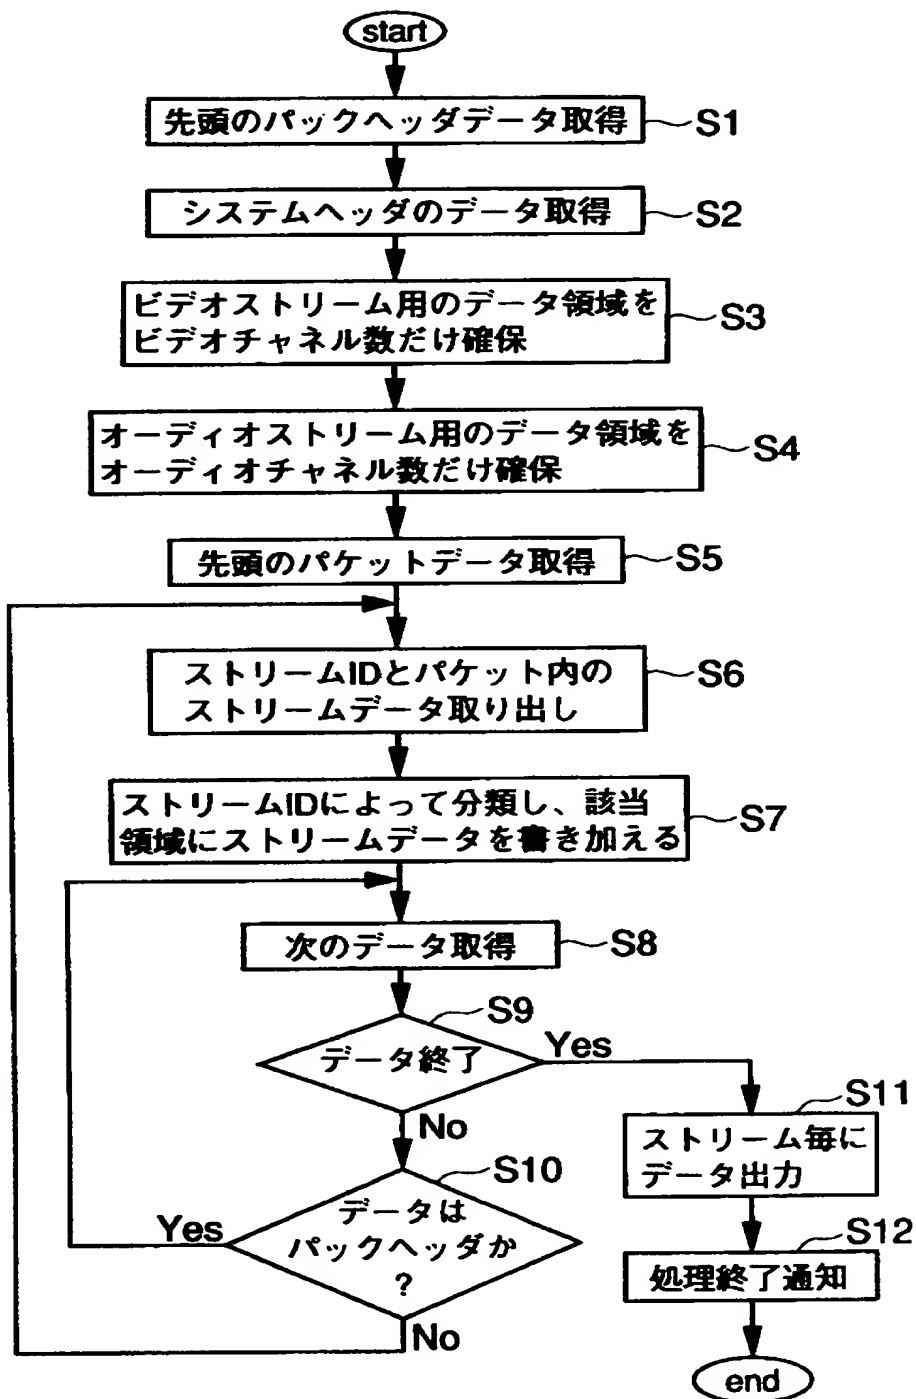 start
先頭のパックヘッダデータ取得
S1
システムヘッダのデータ取得
S2
ビデオストリーム用のデータ領域を
ビデオチャネル数だけ確保
S3
オーディオストリーム用のデータ領域を
オーディオチャネル数だけ確保
S4
先頭のパケットデータ取得
S5
ストリームIDとパケット内の
ストリームデータ取り出し
S6
ストリームIDによって分類し、該当
領域にストリームデータを書き加える
S7
次のデータ取得
S8
データ終了
S9
Yes
No
データは
パックヘッダか
?
S10
Yes
No
ストリーム毎に
データ出力
S11
処理終了通知
S12
end